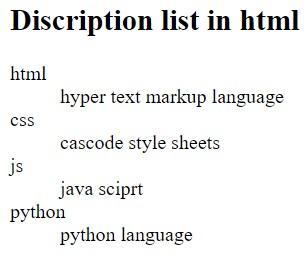 Discription list in html
html
hyper text markup language
css
cascode style sheets
js
java sciprt
python
python language